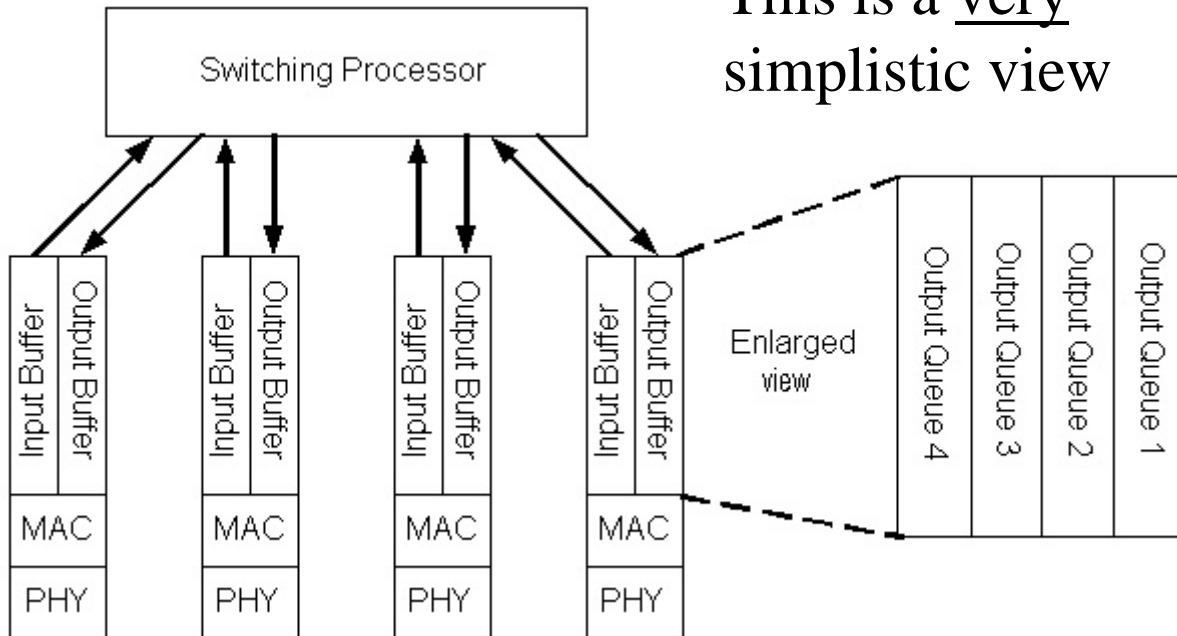 This is a very
simplistic view
Switching Processor
Input Buffer
Output Buffer
Input Buffer
Output Buffer
Input Buffer
Output Buffer
Input Buffer
Output Buffer
Enlarged
view
Output Queue 4
Output Queue 3
Output Queue 2
Output Queue 1
MAC
MAC
MAC
MAC
PHY
PHY
PHY
PHY